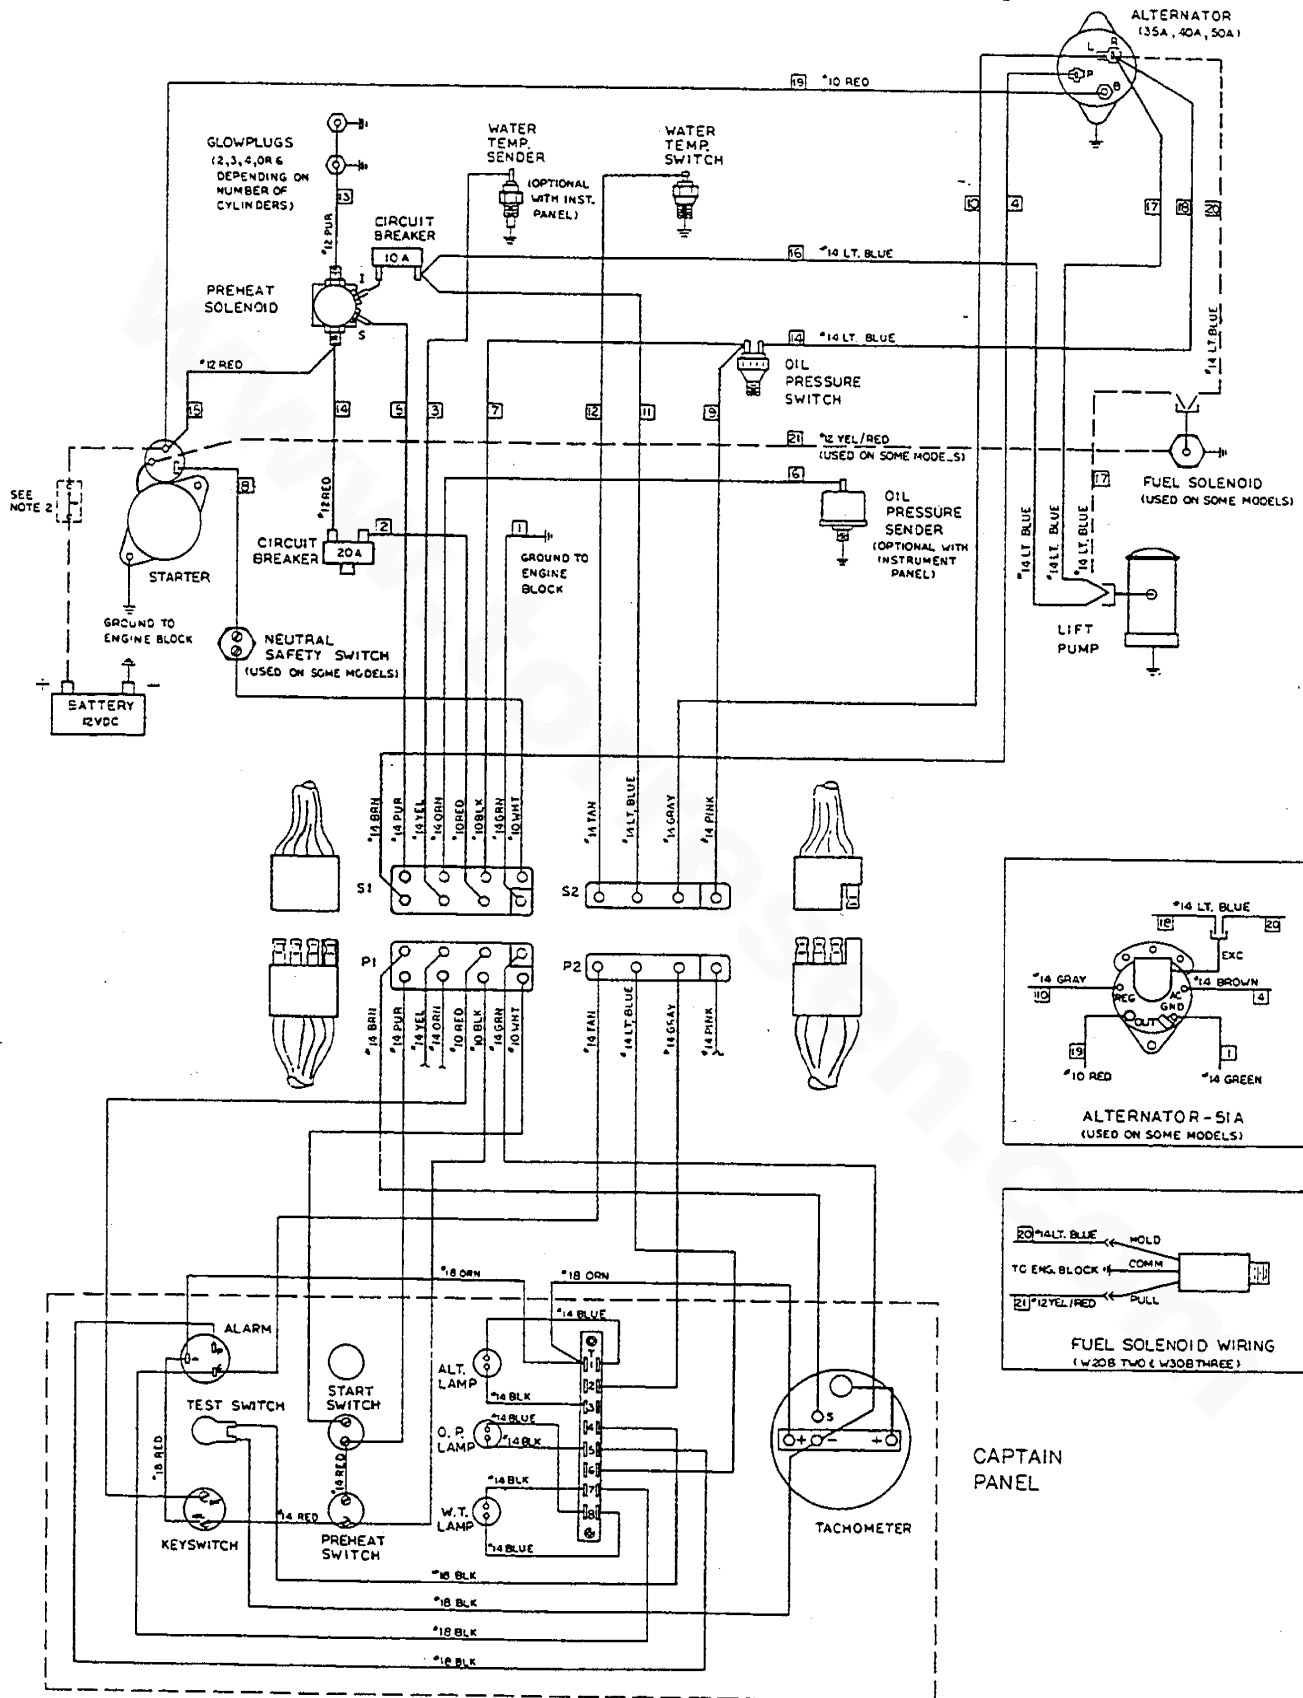 ALTERNATOR
(35A, 40A, 50A)
L
R
P
B
19
#10 RED
GLOWPLUGS
(2,3,4,OR 6
DEPENDING ON
NUMBER OF
CYLINDERS)
13
#12 PUR
WATER
TEMP.
SENDER
(OPTIONAL
WITH INST.
PANEL)
WATER
TEMP.
SWITCH
10
4
17
18
20
CIRCUIT
BREAKER
10 A
16
#14 LT. BLUE
PREHEAT
SOLENOID
I
S
14
#14 LT. BLUE
#14 LT. BLUE
OIL
PRESSURE
SWITCH
#12 RED
15
14
5
3
7
12
11
9
21
#12 YEL/RED
(USED ON SOME MODELS)
FUEL SOLENOID
(USED ON SOME MODELS)
17
SEE
NOTE 2
8
#12 RED
6
OIL
PRESSURE
SENDER
(OPTIONAL WITH
INSTRUMENT
PANEL)
2
1
CIRCUIT
BREAKER
20 A
GROUND TO
ENGINE
BLOCK
STARTER
#14 LT BLUE
#14 LT. BLUE
#14 LT. BLUE
GROUND TO
ENGINE BLOCK
NEUTRAL
SAFETY SWITCH
(USED ON SOME MODELS)
LIFT
PUMP
+
−
BATTERY
12VDC
#14 BRN
#14 PUR
#14 YEL
#14 ORN
#10 RED
#10 BLK
#14 GRN
#10 WHT
#14 TAN
#14 LT. BLUE
#14 GRAY
#14 PINK
S1
S2
P1
P2
#14 BRN
#14 PUR
#14 YEL
#14 ORN
#10 RED
#10 BLK
#14 GRN
#10 WHT
#14 TAN
#14 LT. BLUE
#14 GRAY
#14 PINK
#14 LT. BLUE
18
20
EXC
#14 GRAY
110
REG
AC
GND
OUT
#14 BROWN
4
19
#10 RED
1
#14 GREEN
ALTERNATOR-51A
(USED ON SOME MODELS)
20
#14 LT. BLUE
HOLD
TO ENG. BLOCK
COMM
21
#12 YEL/RED
PULL
FUEL SOLENOID WIRING
(W20B TWO & W30B THREE)
#18 ORN
#18 ORN
#14 BLUE
ALARM
ALT.
LAMP
T
1
2
3
4
5
6
7
8
START
SWITCH
#14 BLK
TEST SWITCH
#14 BLUE
O. P.
LAMP
#14 BLK
S
+
−
+
#18 RED
#14 RED
#14 BLK
W.T.
LAMP
#14 RED
KEYSWITCH
PREHEAT
SWITCH
#14 BLUE
TACHOMETER
CAPTAIN
PANEL
#18 BLK
#18 BLK
#18 BLK
#18 BLK
www.torresen.com